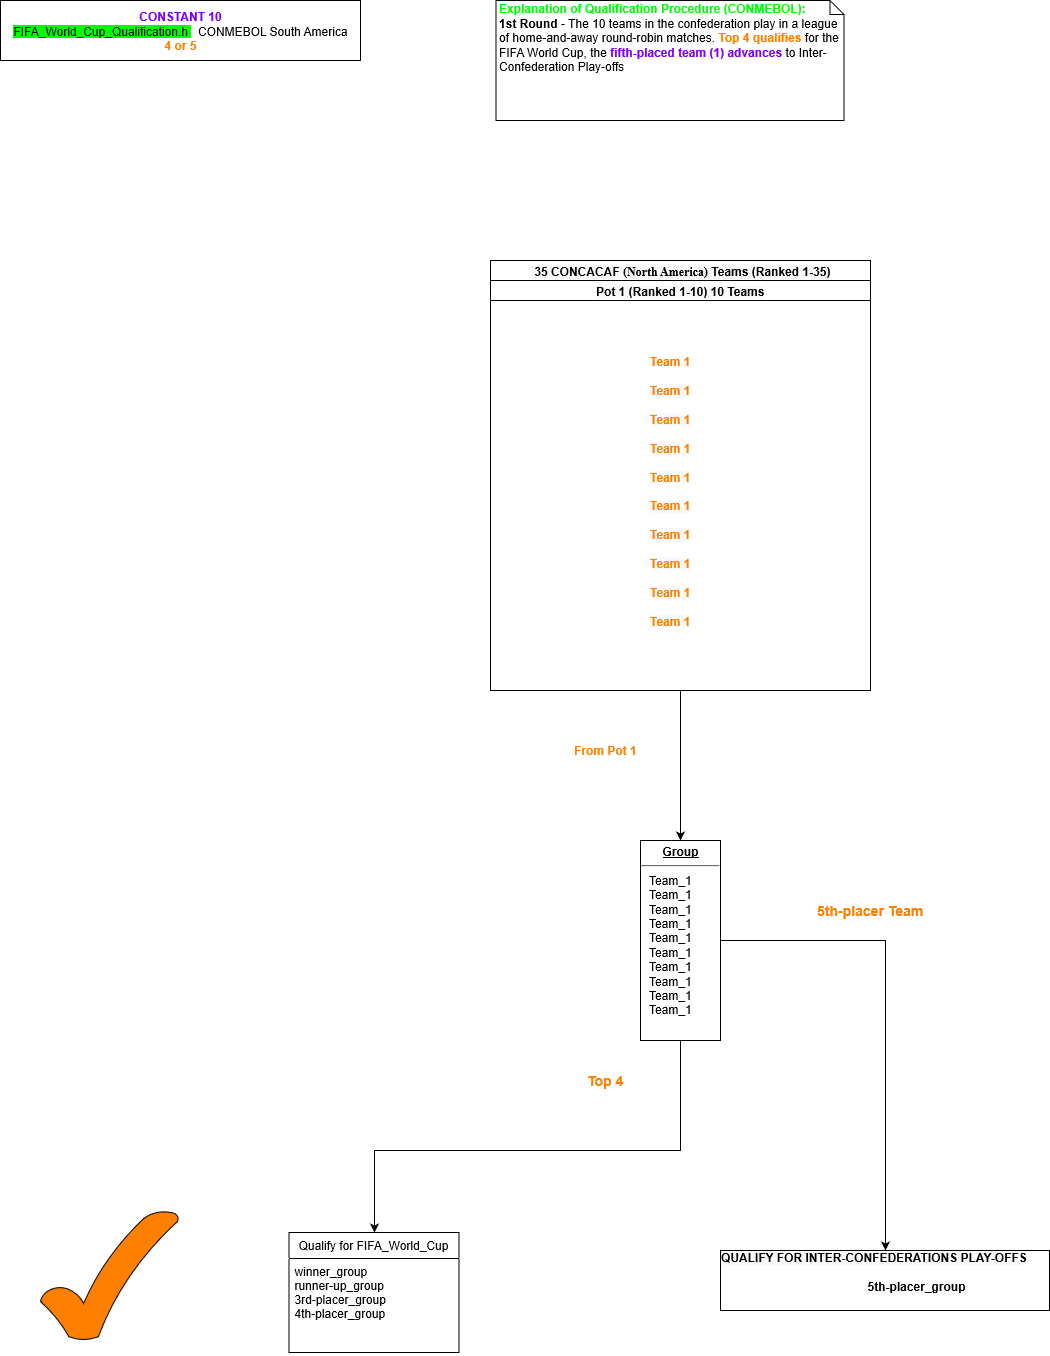 CONSTANT 10
FIFA_World_Cup_Qualification.h CONMEBOL South America
4 or 5
Explanation of Qualification Procedure (CONMEBOL):
1st Round - The 10 teams in the confederation play in a league
of home-and-away round-robin matches. Top 4 qualifies for the
FIFA World Cup, the fifth-placed team (1) advances to Inter-
Confederation Play-offs
35 CONCACAF (North America) Teams (Ranked 1-35)
Pot 1 (Ranked 1-10) 10 Teams
Team 1
Team 1
Team 1
Team 1
Team 1
Team 1
Team 1
Team 1
Team 1
Team 1
From Pot 1
Group
Team_1
Team_1
Team_1
Team_1
Team_1
Team_1
Team_1
Team_1
Team_1
Team_1
5th-placer Team
Top 4
Qualify for FIFA_World_Cup
winner_group
runner-up_group
3rd-placer_group
4th-placer_group
QUALIFY FOR INTER-CONFEDERATIONS PLAY-OFFS
5th-placer_group